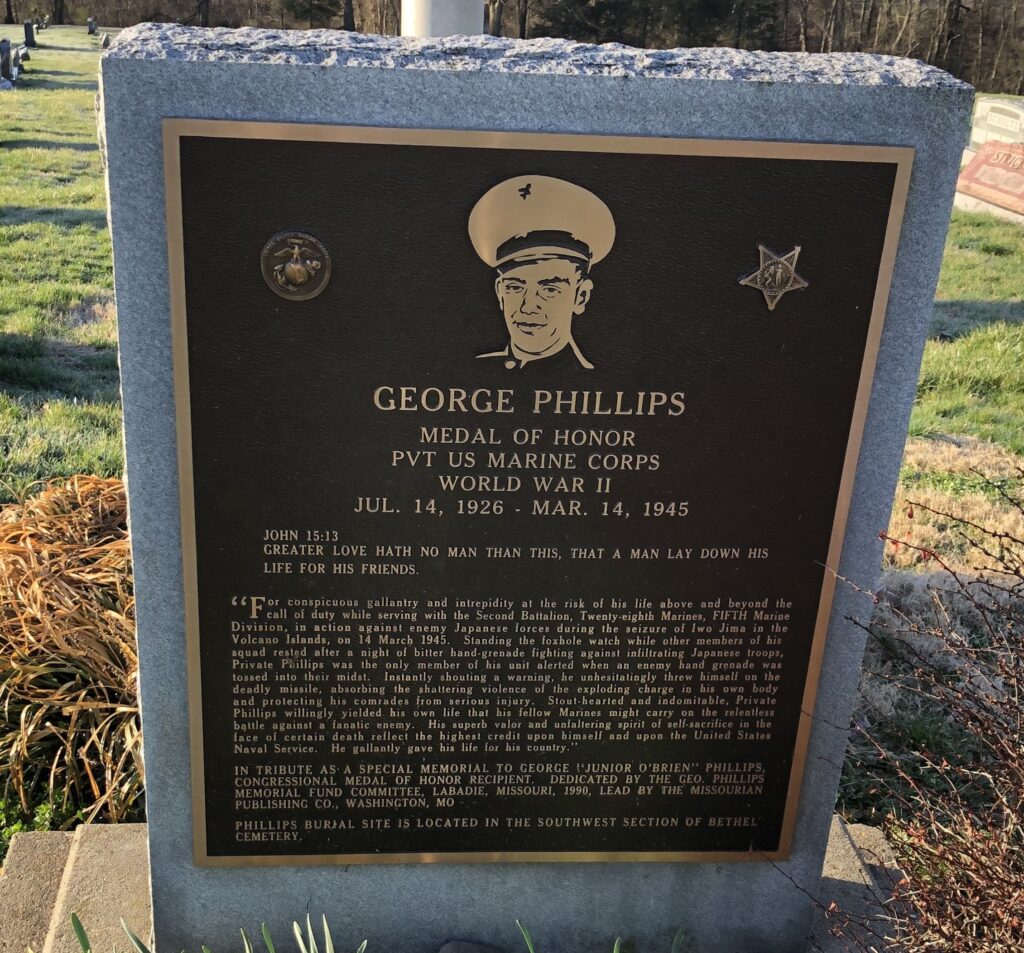 GEORGE PHILLIPS
MEDAL OF HONOR
PVT US MARINE CORPS
WORLD WAR II
JUL. 14, 1926 - MAR. 14, 1945
JOHN 15:13
GREATER LOVE HATH NO MAN THAN THIS, THAT A MAN LAY DOWN HIS
LIFE FOR HIS FRIENDS.
“For conspicuous gallantry and intrepidity at the risk of his life above and beyond the
call of duty while serving with the Second Battalion, Twenty-eighth Marines, FIFTH Marine
Division, in action against enemy Japanese forces during the seizure of Iwo Jima in the
Volcano Islands, on 14 March 1945. Standing the foxhole watch while other members of his
squad rested after a night of bitter hand-grenade fighting against infiltrating Japanese troops,
Private Phillips was the only member of his unit alerted when an enemy hand grenade was
tossed into their midst. Instantly shouting a warning, he unhesitatingly threw himself on the
deadly missile, absorbing the shattering violence of the exploding charge in his own body
and protecting his comrades from serious injury. Stout-hearted and indomitable, Private
Phillips willingly yielded his own life that his fellow Marines might carry on the relentless
battle against a fanatic enemy. His superb valor and unfaltering spirit of self-sacrifice in the
face of certain death reflect the highest credit upon himself and upon the United States
Naval Service. He gallantly gave his life for his country.”
IN TRIBUTE AS A SPECIAL MEMORIAL TO GEORGE “JUNIOR O'BRIEN” PHILLIPS,
CONGRESSIONAL MEDAL OF HONOR RECIPIENT. DEDICATED BY THE GEO. PHILLIPS
MEMORIAL FUND COMMITTEE, LABADIE, MISSOURI, 1990, LEAD BY THE MISSOURIAN
PUBLISHING CO., WASHINGTON, MO
PHILLIPS BURIAL SITE IS LOCATED IN THE SOUTHWEST SECTION OF BETHEL
CEMETERY.